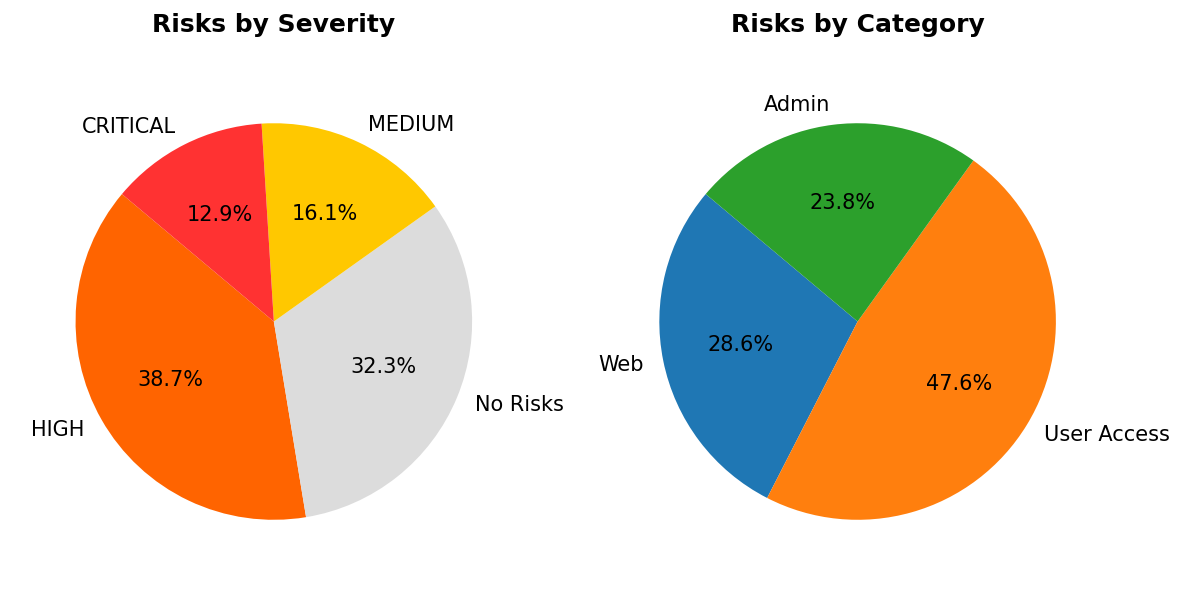 Risks by Severity
CRITICAL
MEDIUM
12.9%
16.1%
38.7%
32.3%
HIGH
No Risks
Risks by Category
Admin
23.8%
28.6%
Web
47.6%
User Access